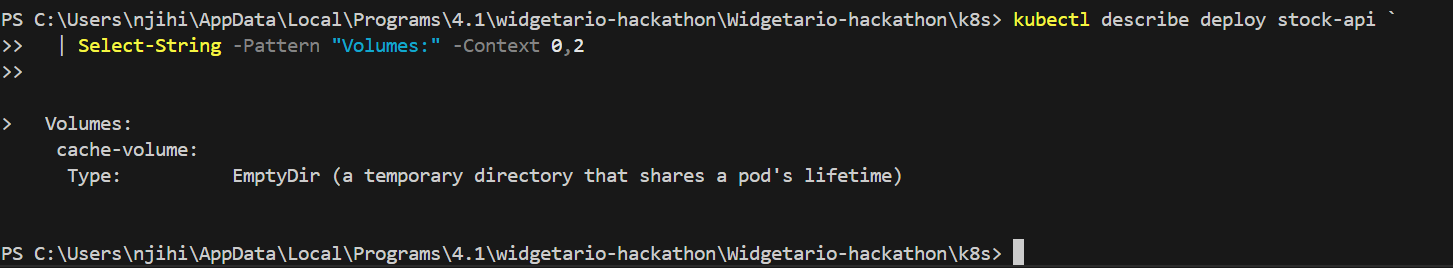 PS C:\Users\njihi\AppData\Local\Programs\4.1\widgetario-hackathon\Widgetario-hackathon\k8s> kubectl describe deploy stock-api `
>>   | Select-String -Pattern "Volumes:" -Context 0,2
>>
>   Volumes:
     cache-volume:
      Type:          EmptyDir (a temporary directory that shares a pod's lifetime)
PS C:\Users\njihi\AppData\Local\Programs\4.1\widgetario-hackathon\Widgetario-hackathon\k8s>